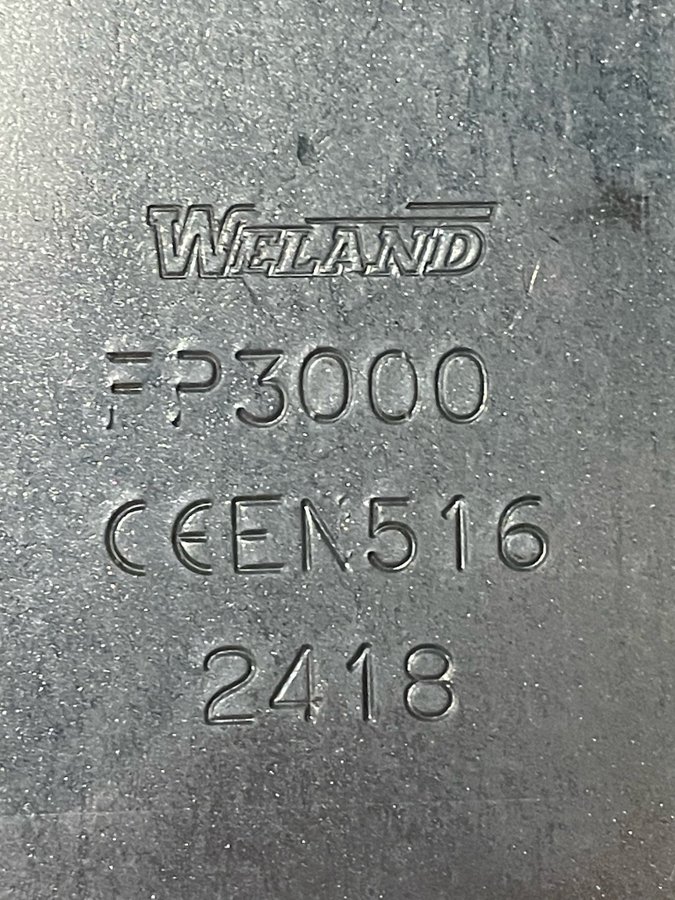 WELAND
FP3000
CE EN516
2418